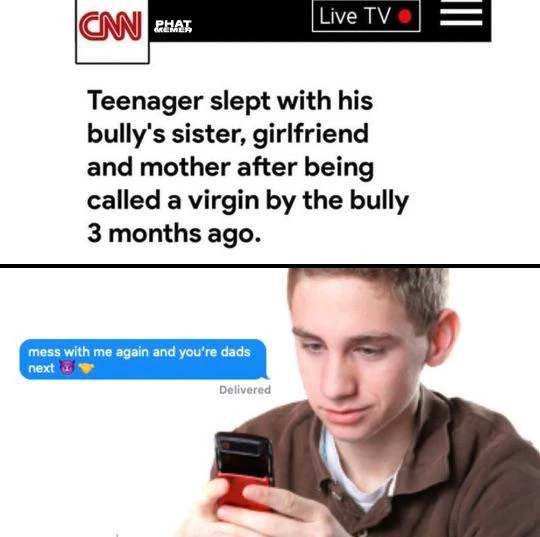 CNN PHAT MEMER Live TV
Teenager slept with his
bully's sister, girlfriend
and mother after being
called a virgin by the bully
3 months ago.
mess with me again and you're dads
next 😈🤝
Delivered